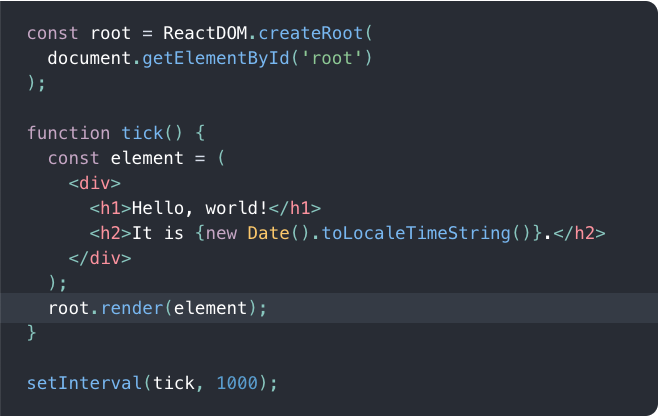 const root = ReactDOM.createRoot(
  document.getElementById('root')
);

function tick() {
  const element = (
    <div>
      <h1>Hello, world!</h1>
      <h2>It is {new Date().toLocaleTimeString()}.</h2>
    </div>
  );
  root.render(element);
}

setInterval(tick, 1000);